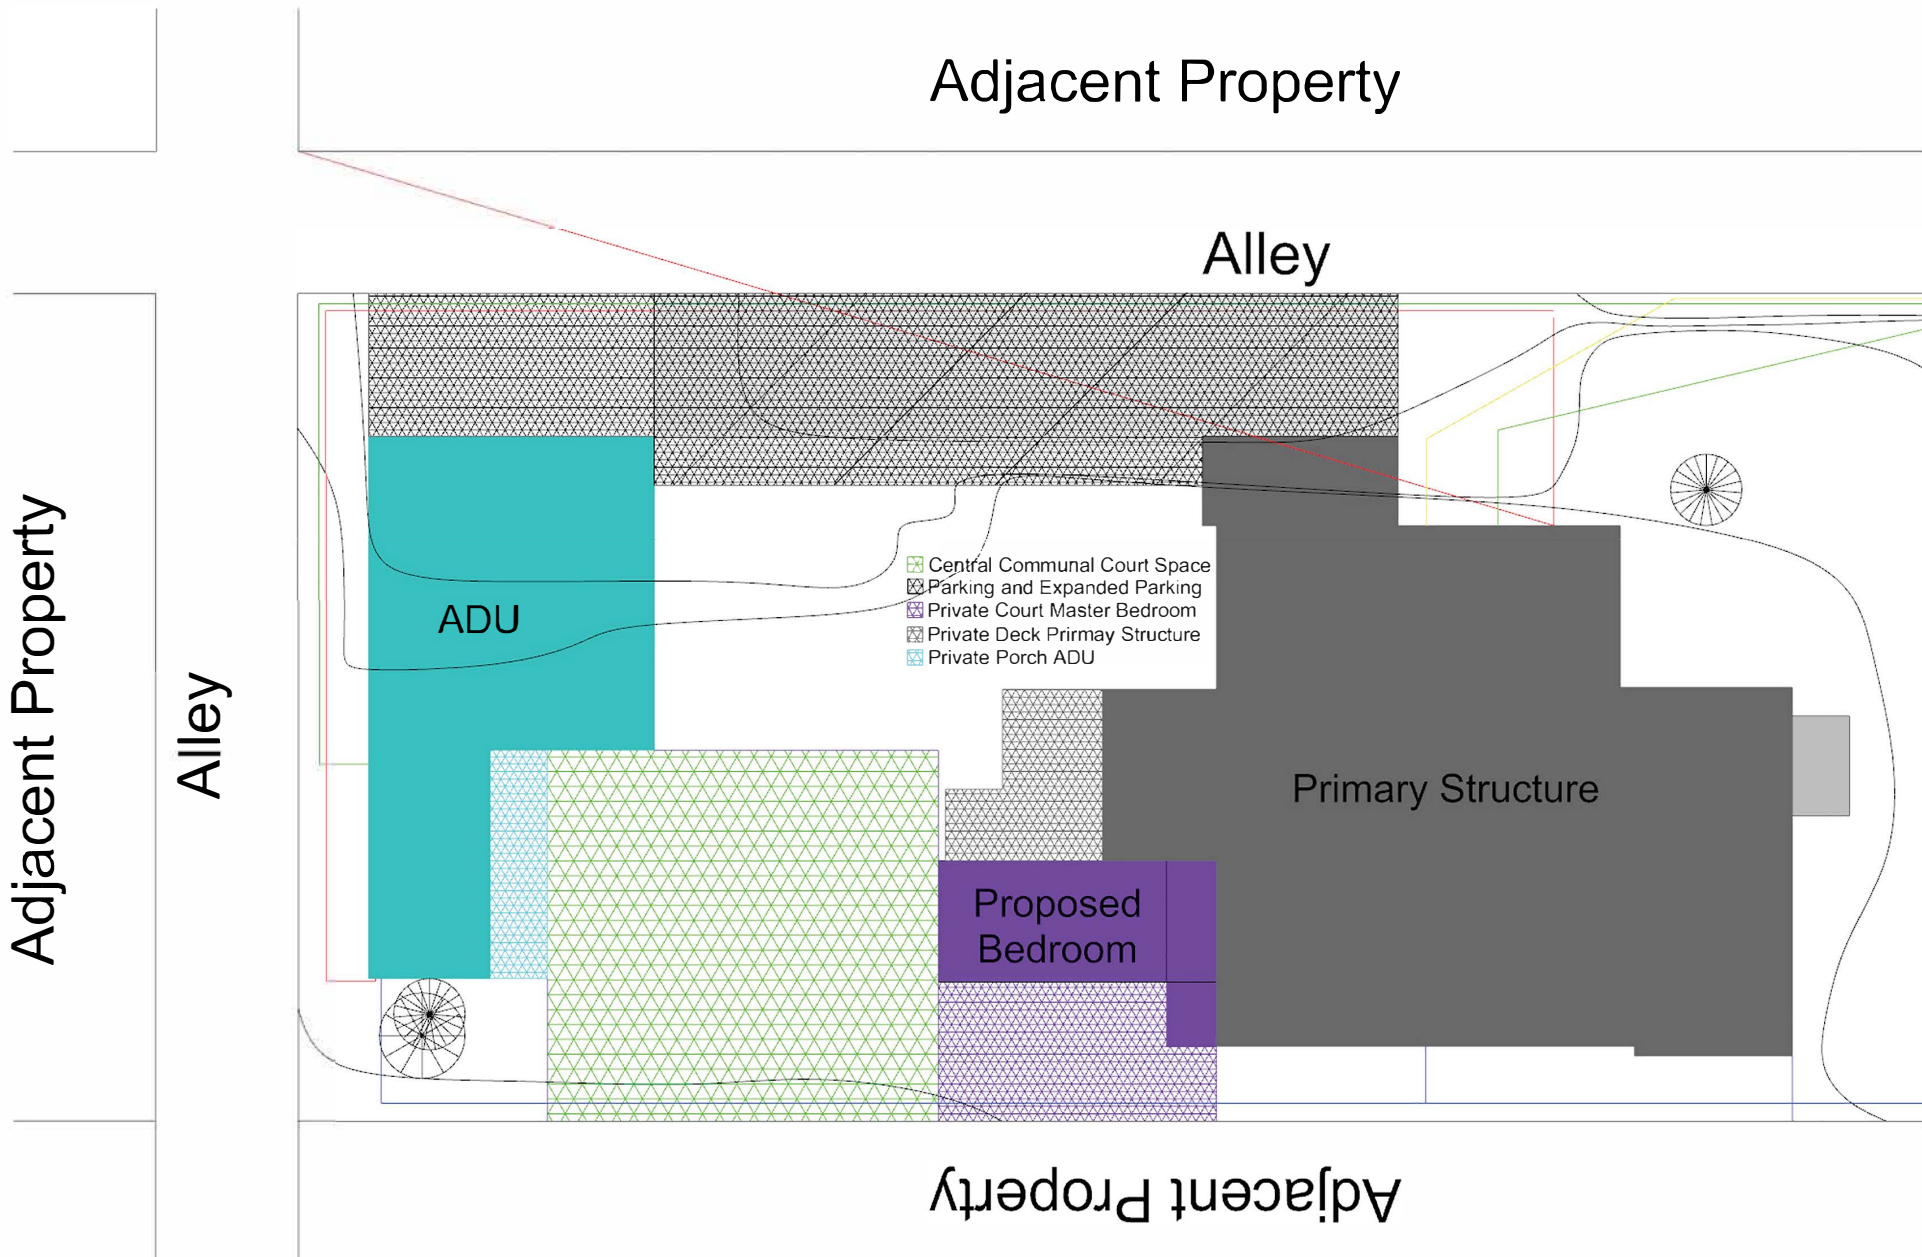 Adjacent Property
Alley
Adjacent Property
Alley
ADU
Central Communal Court Space
Parking and Expanded Parking
Private Court Master Bedroom
Private Deck Prirmay Structure
Private Porch ADU
Primary Structure
Proposed
Bedroom
Adjacent Property